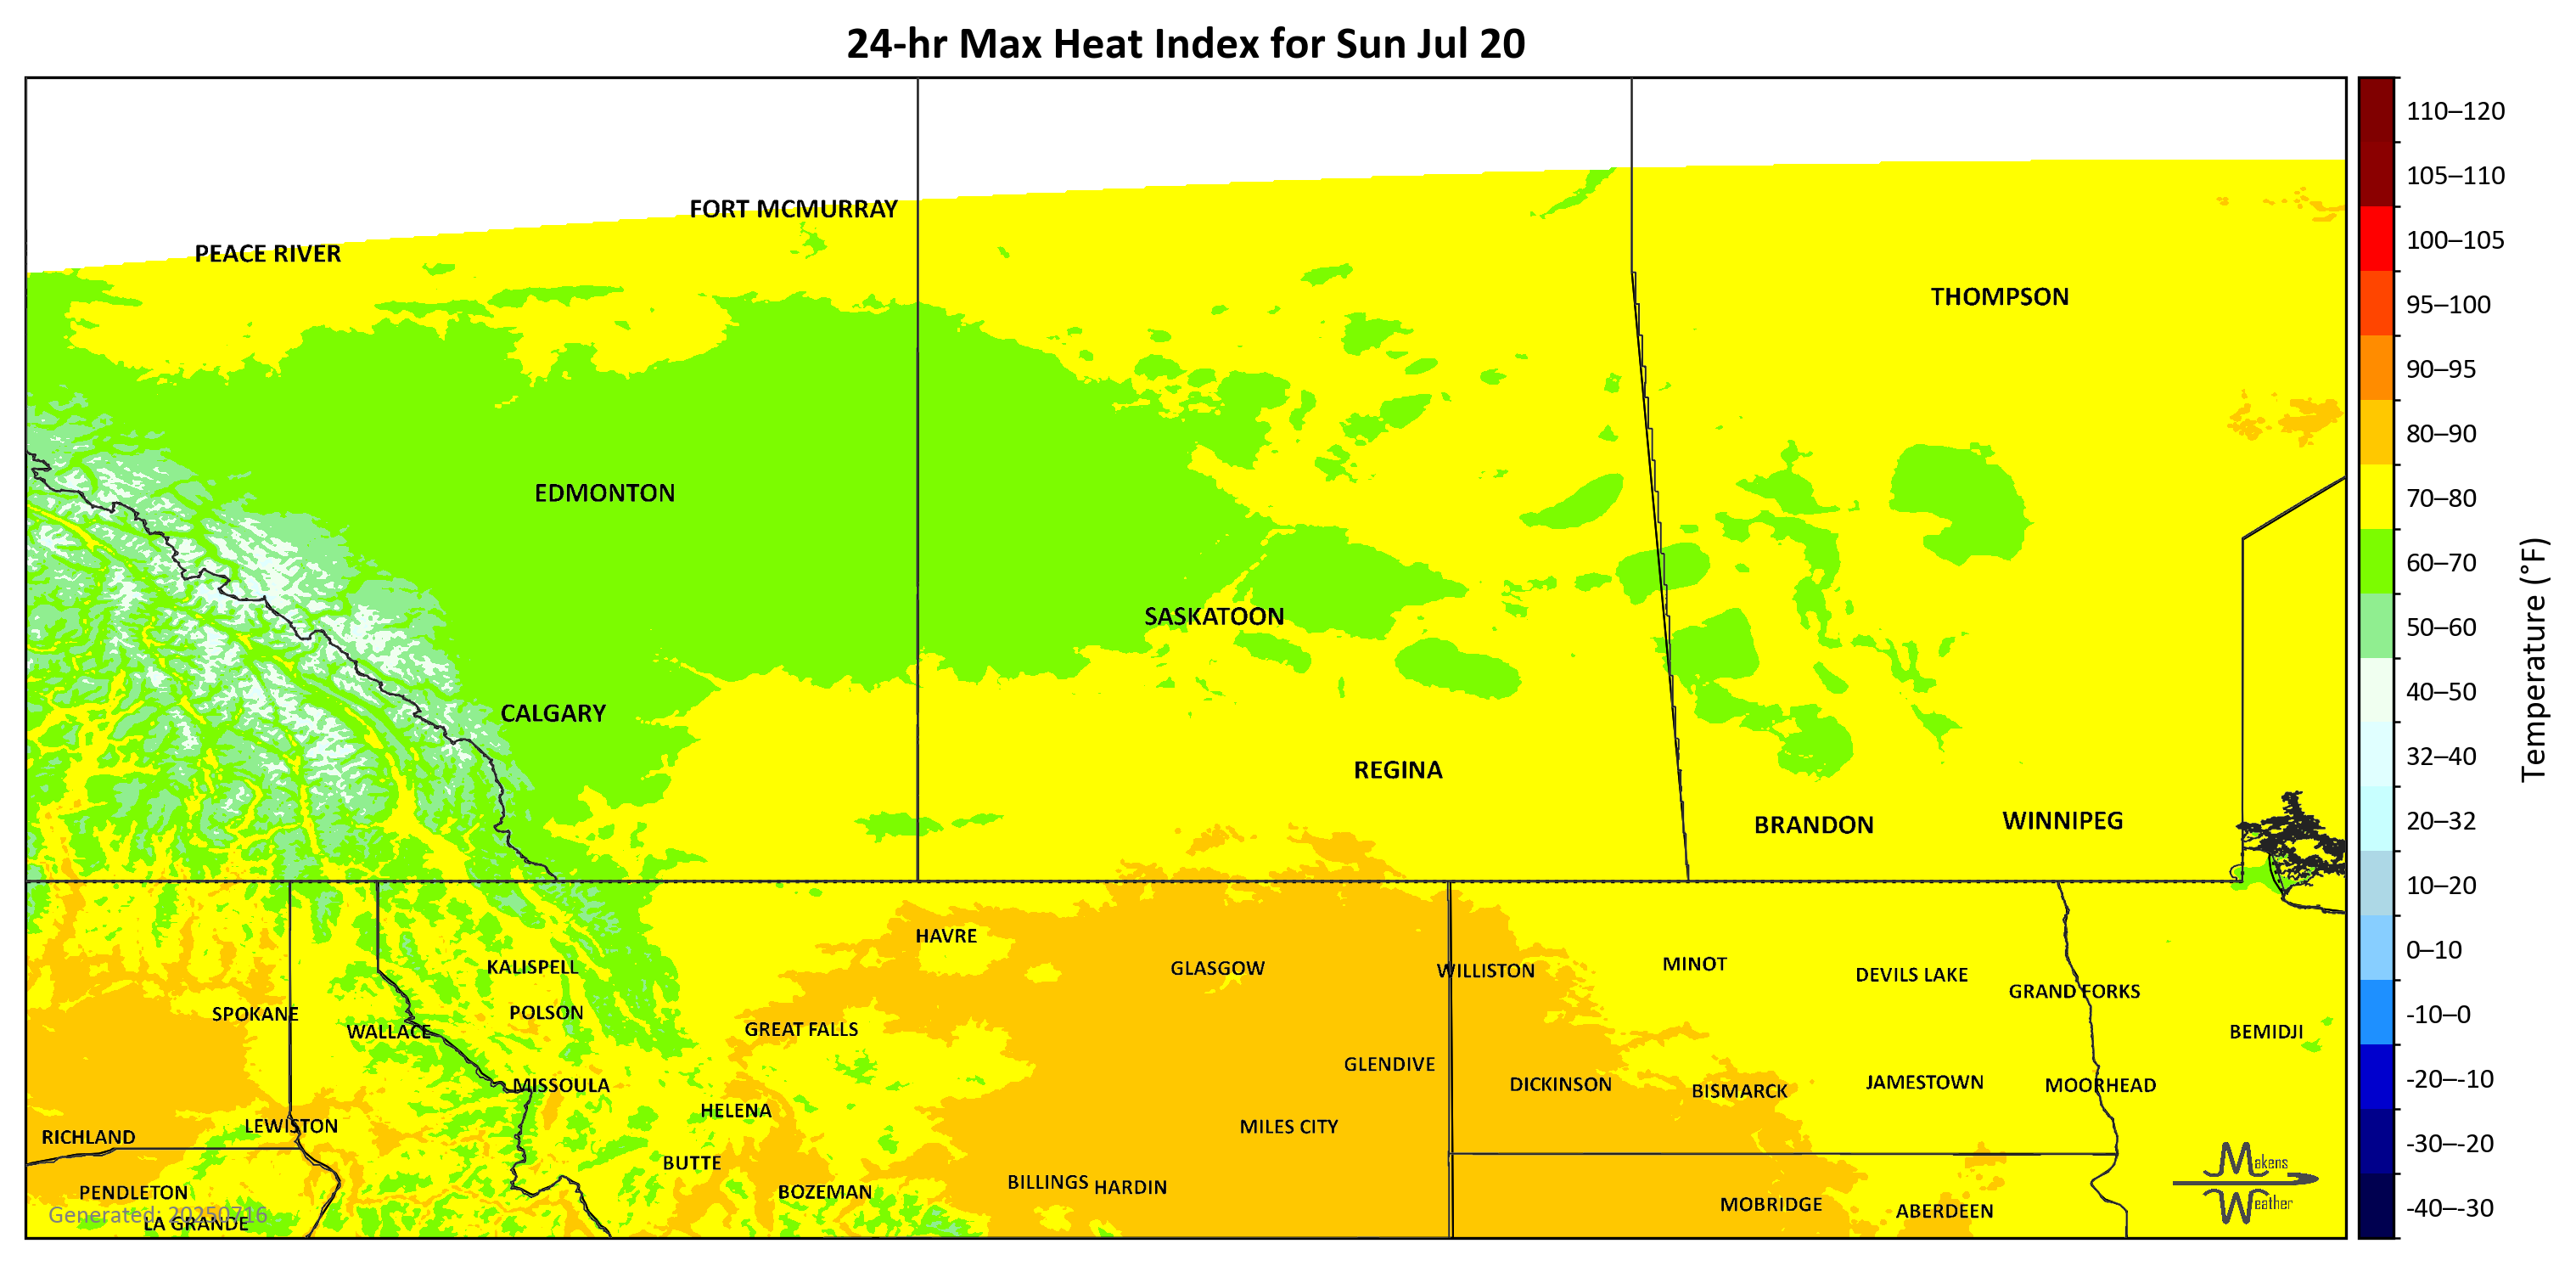 24-hr Max Heat Index for Sun Jul 20
110–120
105–110
100–105
95–100
90–95
80–90
70–80
60–70
50–60
40–50
32–40
20–32
10–20
0–10
-10–0
-20–-10
-30–-20
-40–-30
Temperature (°F)
FORT MCMURRAY
PEACE RIVER
THOMPSON
EDMONTON
SASKATOON
CALGARY
REGINA
BRANDON
WINNIPEG
HAVRE
KALISPELL
GLASGOW
WILLISTON
MINOT
DEVILS LAKE
GRAND FORKS
SPOKANE
POLSON
WALLACE
GREAT FALLS
BEMIDJI
GLENDIVE
MISSOULA
DICKINSON
BISMARCK
JAMESTOWN
MOORHEAD
HELENA
LEWISTON
MILES CITY
RICHLAND
BUTTE
BILLINGS
HARDIN
PENDLETON
BOZEMAN
MOBRIDGE
ABERDEEN
Generated: 20250716
LA GRANDE
Makens
Weather